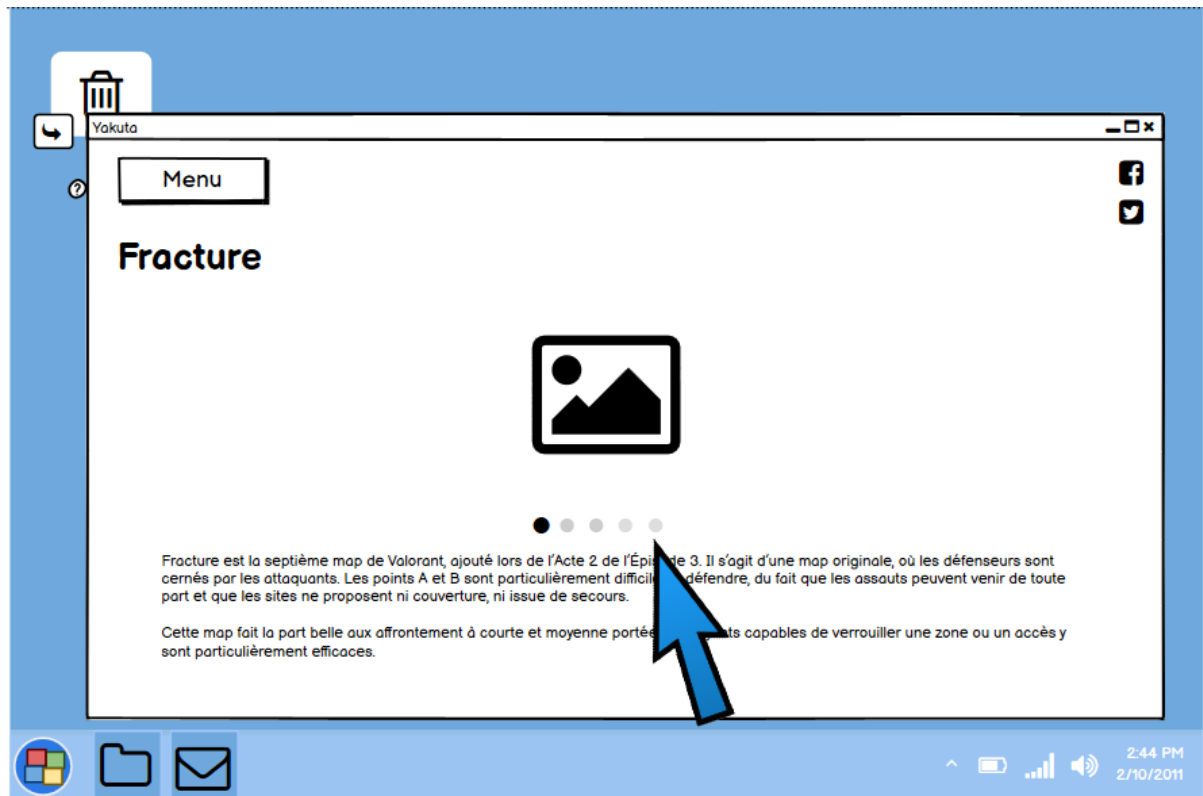 Yakuta
Menu
Fracture
Fracture est la septième map de Valorant, ajouté lors de l'Acte 2 de l'Épis de 3. Il s'agit d'une map originale, où les défenseurs sont
cernés par les attaquants. Les points A et B sont particulièrement difficile défendre, du fait que les assauts peuvent venir de toute
part et que les sites ne proposent ni couverture, ni issue de secours.
Cette map fait la part belle aux affrontement à courte et moyenne portée ts capables de verrouiller une zone ou un accès y
sont particulièrement efficaces.
2:44 PM
2/10/2011